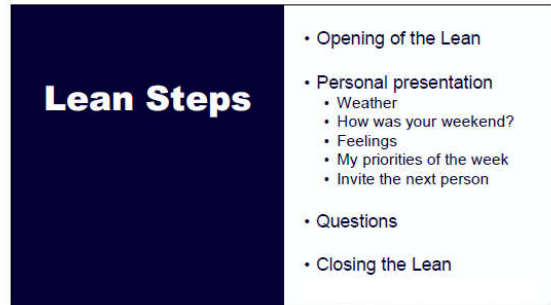 Lean Steps
• Opening of the Lean
• Personal presentation
• Weather
• How was your weekend?
• Feelings
• My priorities of the week
• Invite the next person
• Questions
• Closing the Lean